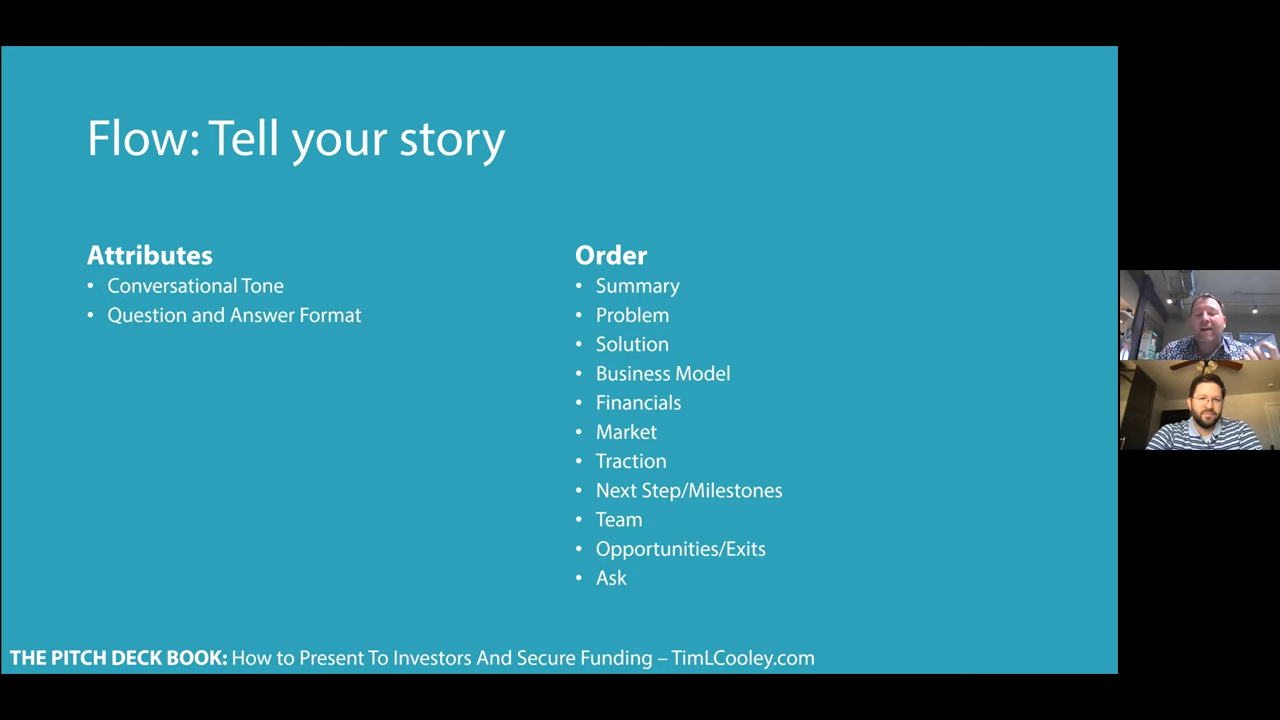 Flow: Tell your story
Attributes
• Conversational Tone
• Question and Answer Format
Order
• Summary
• Problem
• Solution
• Business Model
• Financials
• Market
• Traction
• Next Step/Milestones
• Team
• Opportunities/Exits
• Ask
THE PITCH DECK BOOK: How to Present To Investors And Secure Funding – TimLCooley.com